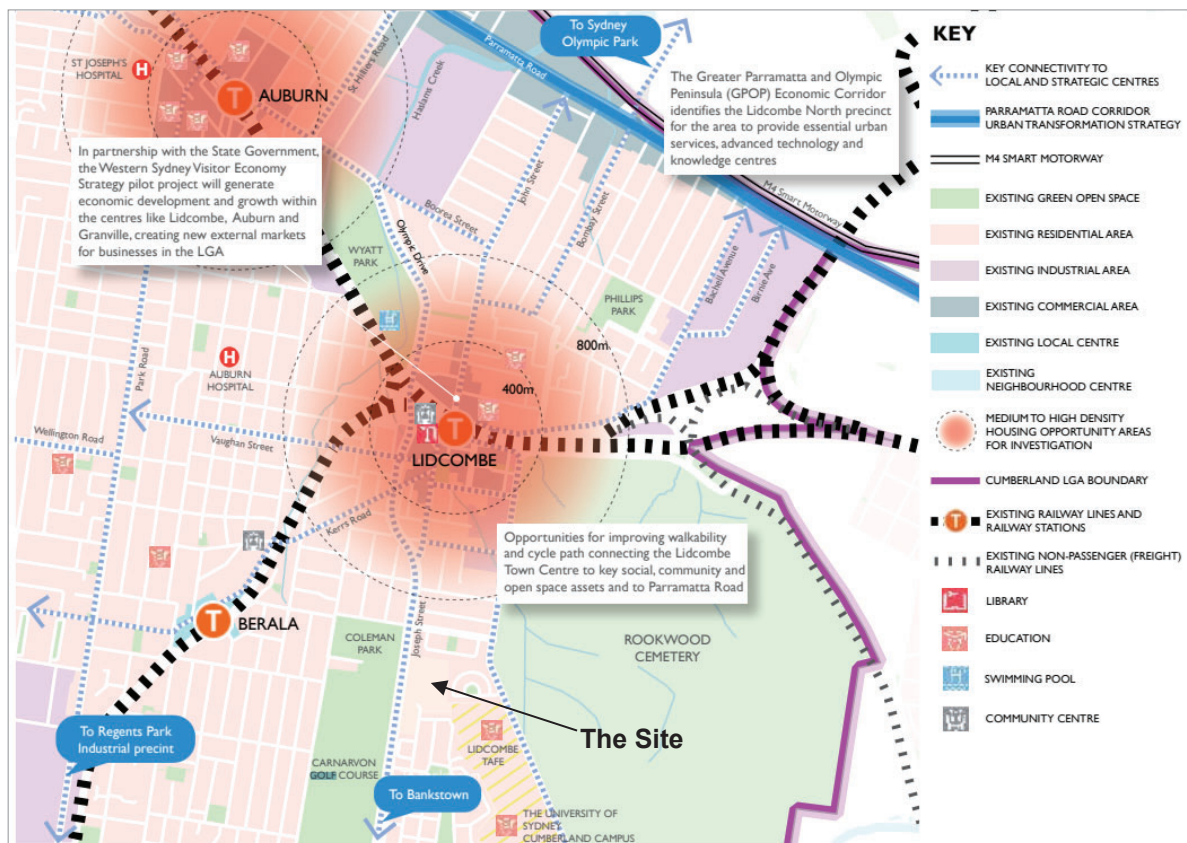 To Sydney
Olympic Park
ST JOSEPH'S
HOSPITAL
H
T
AUBURN
St Hilliers Road
Haslams Creek
Parramatta Road
The Greater Parramatta and Olympic
Peninsula (GPOP) Economic Corridor
identifies the Lidcombe North precinct
for the area to provide essential urban
services, advanced technology and
knowledge centres
In partnership with the State Government,
the Western Sydney Visitor Economy
Strategy pilot project will generate
economic development and growth within
the centres like Lidcombe, Auburn and
Granville, creating new external markets
for businesses in the LGA
John Street
Bombay Street
M4 Smart Motorway
Boorea Street
Olympic Drive
WYATT
PARK
Bachell Avenue
Birnie Ave
PHILLIPS
PARK
800m
400m
Park Road
H
AUBURN
HOSPITAL
Wellington Road
Vaughan Street
T
LIDCOMBE
Kerrs Road
Opportunities for improving walkability
and cycle path connecting the Lidcombe
Town Centre to key social, community and
open space assets and to Parramatta Road
T
BERALA
COLEMAN
PARK
Joseph Street
ROOKWOOD
CEMETERY
The Site
To Regents Park
Industrial precint
LIDCOMBE
TAFE
CARNARVON
GOLF COURSE
To Bankstown
THE UNIVERSITY OF
SYDNEY
CUMBERLAND CAMPUS
KEY
KEY CONNECTIVITY TO
LOCAL AND STRATEGIC CENTRES
PARRAMATTA ROAD CORRIDOR
URBAN TRANSFORMATION STRATEGY
M4 SMART MOTORWAY
EXISTING GREEN OPEN SPACE
EXISTING RESIDENTIAL AREA
EXISTING INDUSTRIAL AREA
EXISTING COMMERCIAL AREA
EXISTING LOCAL CENTRE
EXISTING
NEIGHBOURHOOD CENTRE
MEDIUM TO HIGH DENSITY
HOUSING OPPORTUNITY AREAS
FOR INVESTIGATION
CUMBERLAND LGA BOUNDARY
T
EXISTING RAILWAY LINES AND
RAILWAY STATIONS
EXISTING NON-PASSENGER (FREIGHT)
RAILWAY LINES
LIBRARY
EDUCATION
SWIMMING POOL
COMMUNITY CENTRE